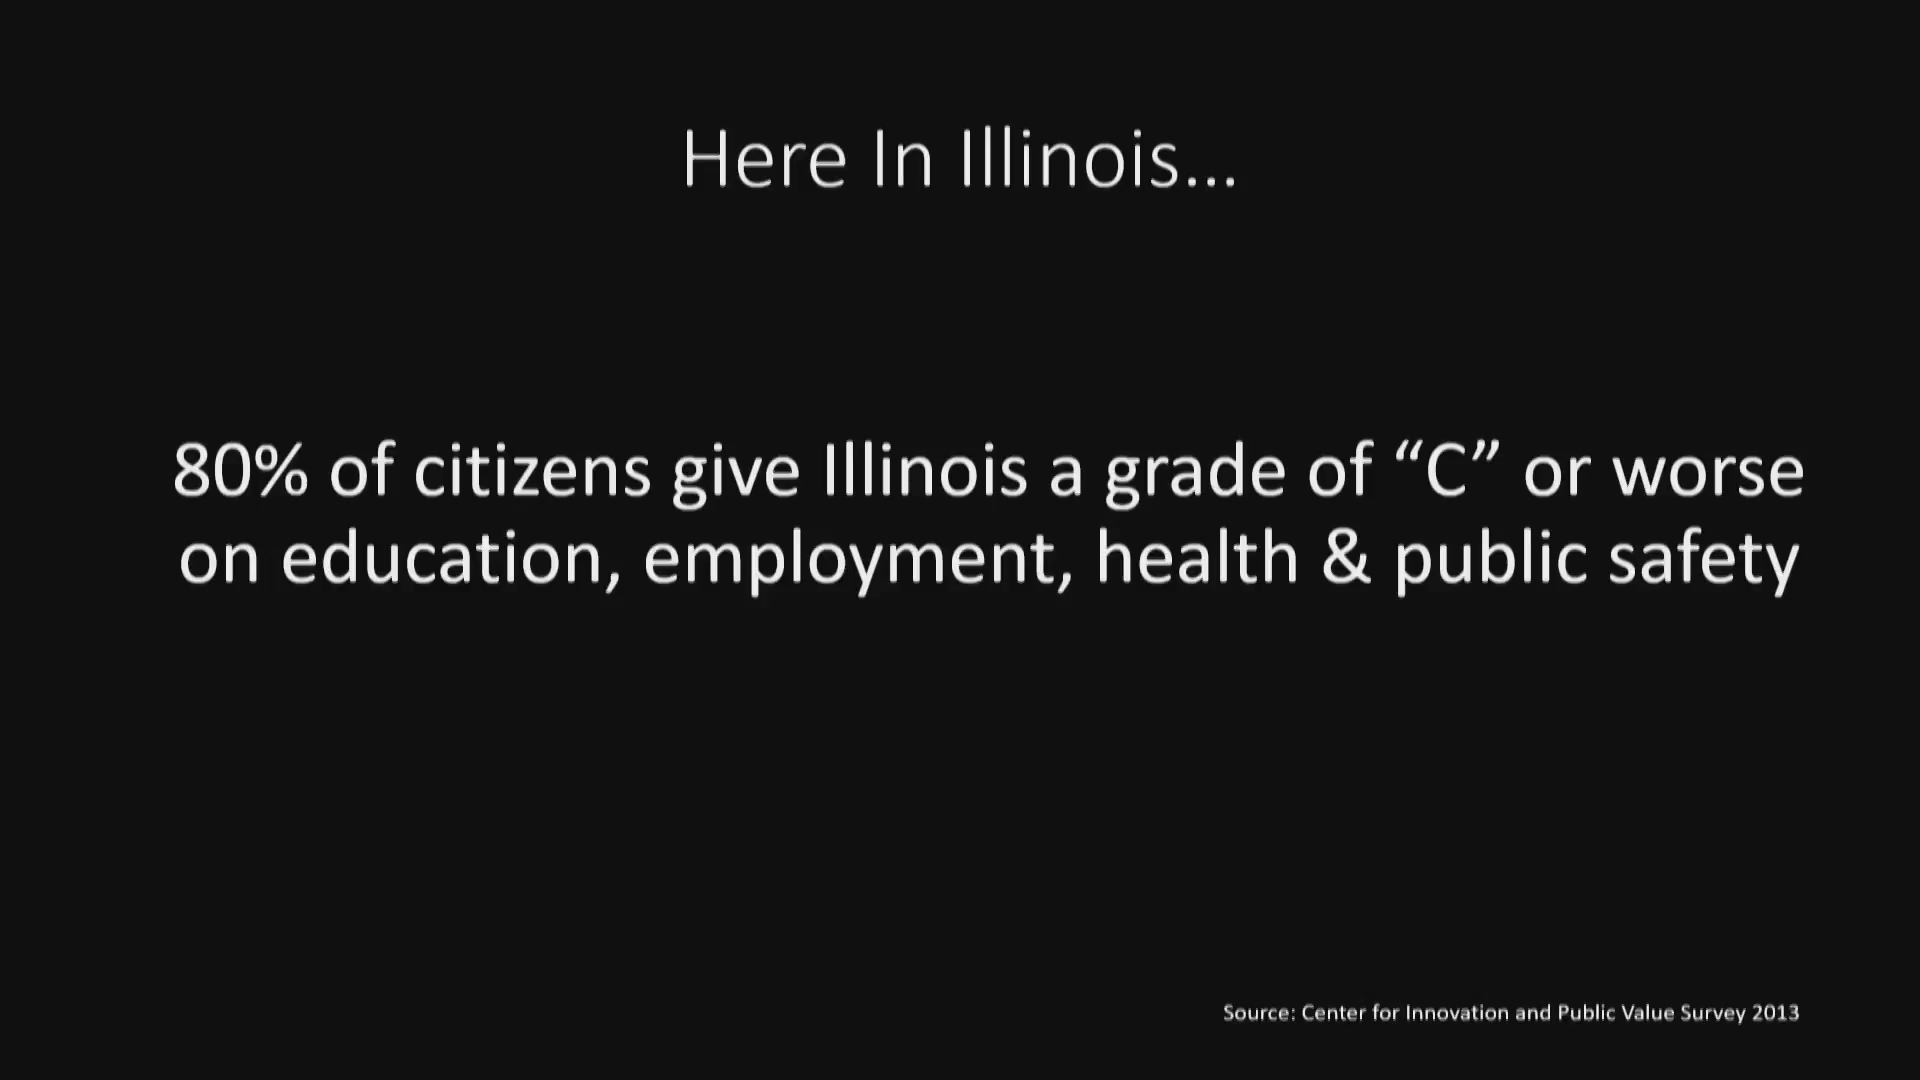 Here In Illinois...
80% of citizens give Illinois a grade of “C” or worse
on education, employment, health & public safety
Source: Center for Innovation and Public Value Survey 2013